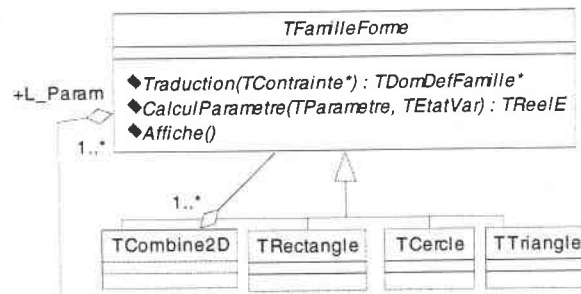 TFamilleForme
Traduction(TContrainte*) : TDomDefFamille*
+L_Param
CalculParametre(TParametre, TEtatVar) : TReelE
Affiche()
1..*
1..*
TCombine2D TRectangle TCercle TTriangle